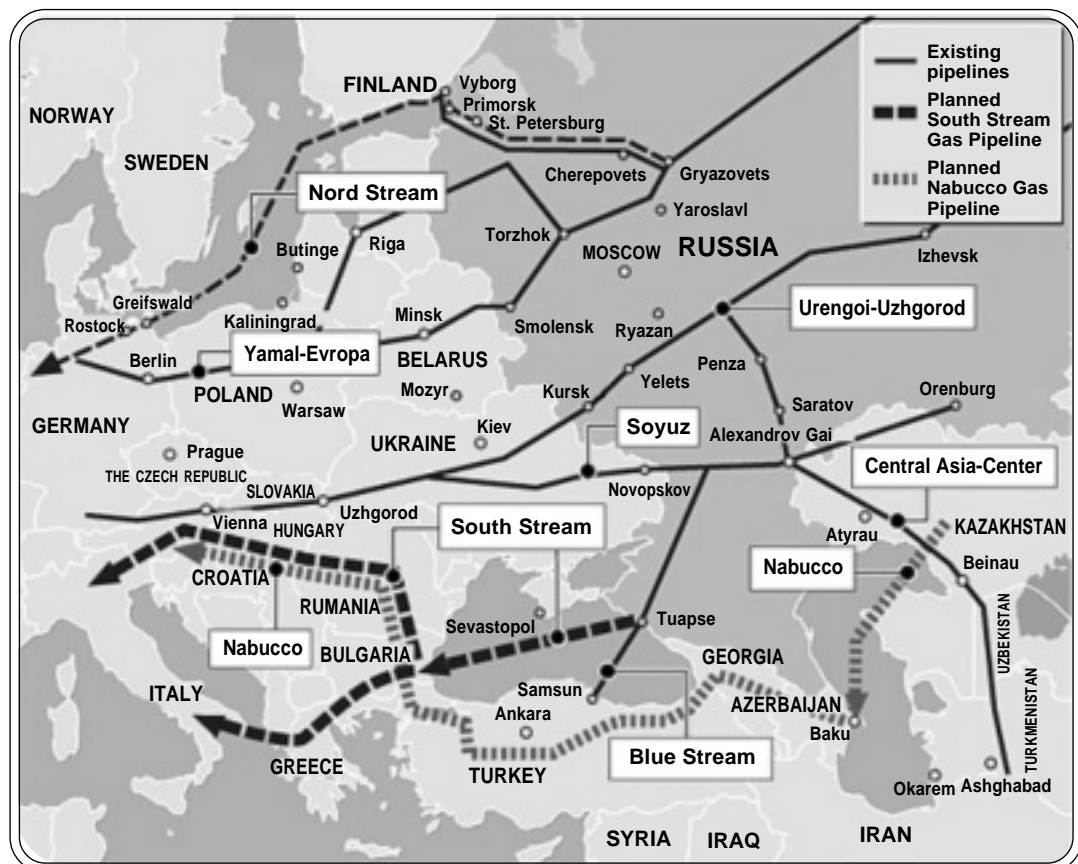 Existing
pipelines
Planned
South Stream
Gas Pipeline
Planned
Nabucco Gas
Pipeline
FINLAND
Vyborg
Primorsk
St. Petersburg
NORWAY
SWEDEN
Cherepovets
Gryazovets
Nord Stream
Yaroslavl
Butinge
Riga
Torzhok
MOSCOW
RUSSIA
Izhevsk
Greifswald
Rostock
Kaliningrad
Minsk
Smolensk
Ryazan
Urengoi-Uzhgorod
Berlin
Yamal-Evropa
BELARUS
Penza
POLAND
Warsaw
Mozyr
Kursk
Yelets
Orenburg
GERMANY
UKRAINE
Kiev
Soyuz
Saratov
Alexandrov Gai
Prague
THE CZECH REPUBLIC
SLOVAKIA
Central Asia-Center
Novopskov
Uzhgorod
Vienna
HUNGARY
South Stream
Atyrau
KAZAKHSTAN
CROATIA
Nabucco
Beinau
RUMANIA
Sevastopol
Tuapse
UZBEKISTAN
Nabucco
BULGARIA
GEORGIA
ITALY
Samsun
AZERBAIJAN
Ankara
Baku
TURKMENISTAN
GREECE
TURKEY
Blue Stream
Okarem
Ashghabad
SYRIA
IRAQ
IRAN